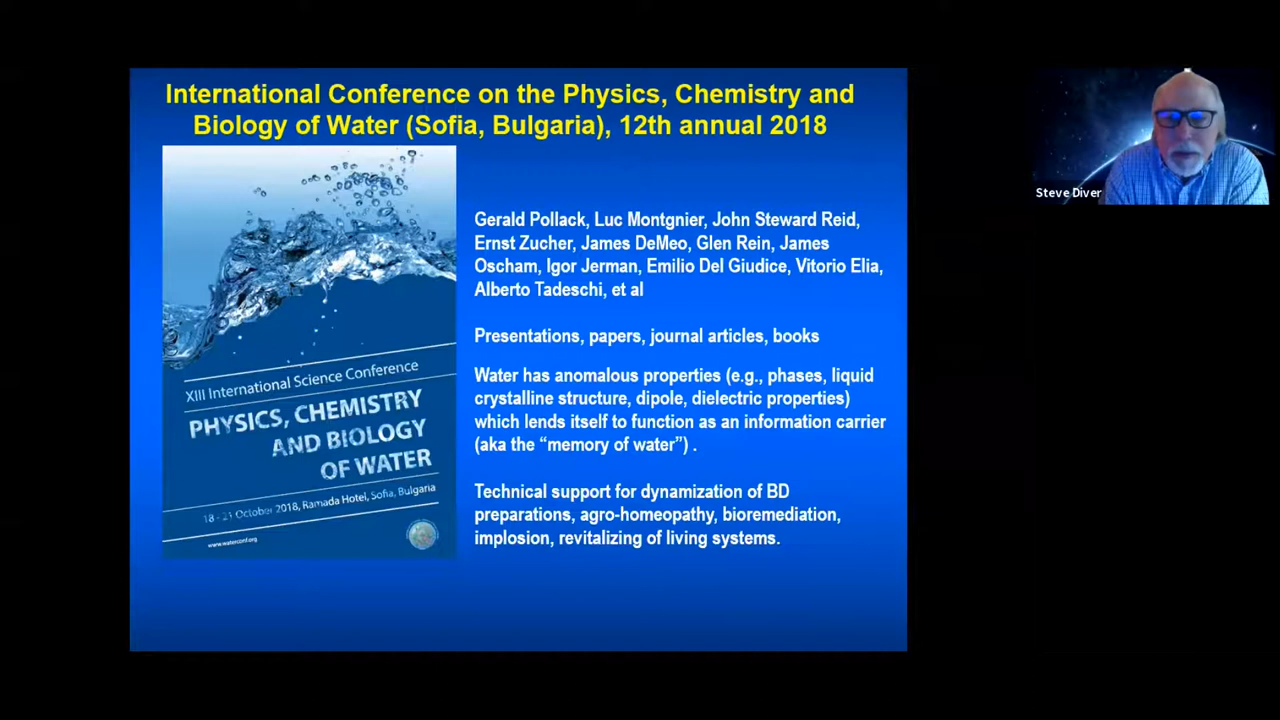 International Conference on the Physics, Chemistry and
Biology of Water (Sofia, Bulgaria), 12th annual 2018
XIII International Science Conference
PHYSICS, CHEMISTRY
AND BIOLOGY
OF WATER
18 - 21 October 2018, Ramada Hotel, Sofia, Bulgaria
www.waterconf.org
Gerald Pollack, Luc Montgnier, John Steward Reid,
Ernst Zucher, James DeMeo, Glen Rein, James
Oscham, Igor Jerman, Emilio Del Giudice, Vitorio Elia,
Alberto Tadeschi, et al
Presentations, papers, journal articles, books
Water has anomalous properties (e.g., phases, liquid
crystalline structure, dipole, dielectric properties)
which lends itself to function as an information carrier
(aka the “memory of water”) .
Technical support for dynamization of BD
preparations, agro-homeopathy, bioremediation,
implosion, revitalizing of living systems.
Steve Diver